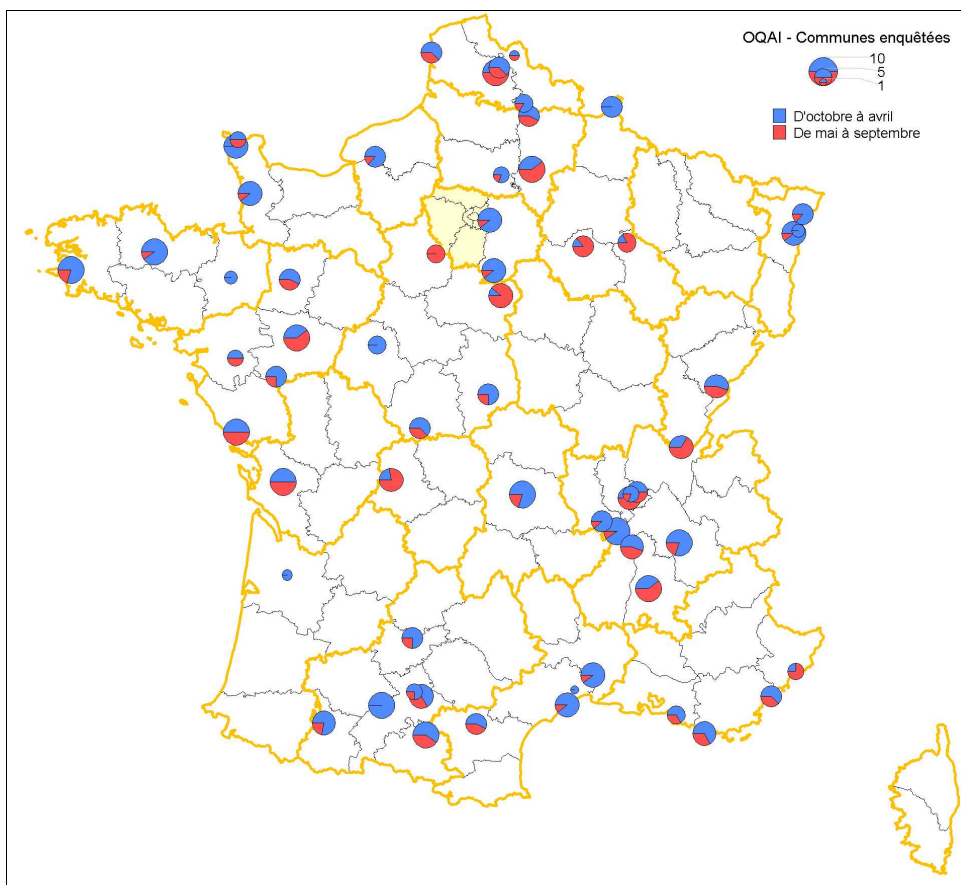 OQAI - Communes enquêtées
10
5
1
D'octobre à avril
De mai à septembre